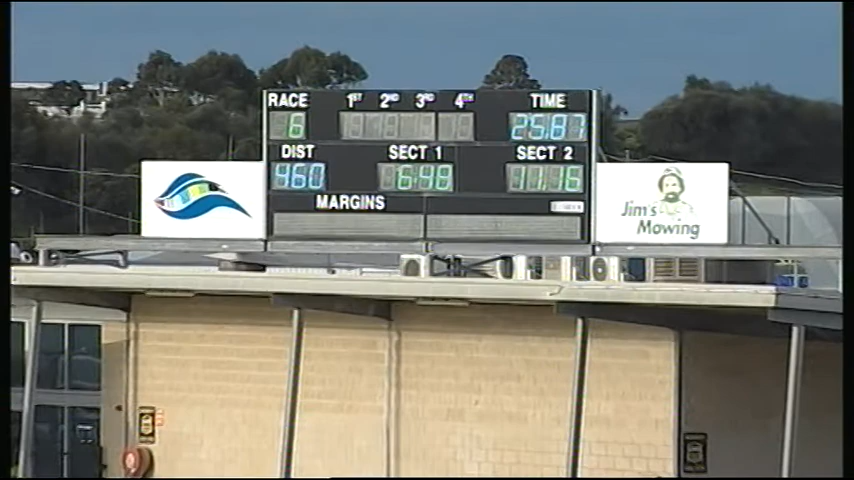 RACE 1ST 2ND 3RD 4TH TIME
6 25.87
DIST SECT 1 SECT 2
460 6.49 11.16
MARGINS
Jim's
Mowing